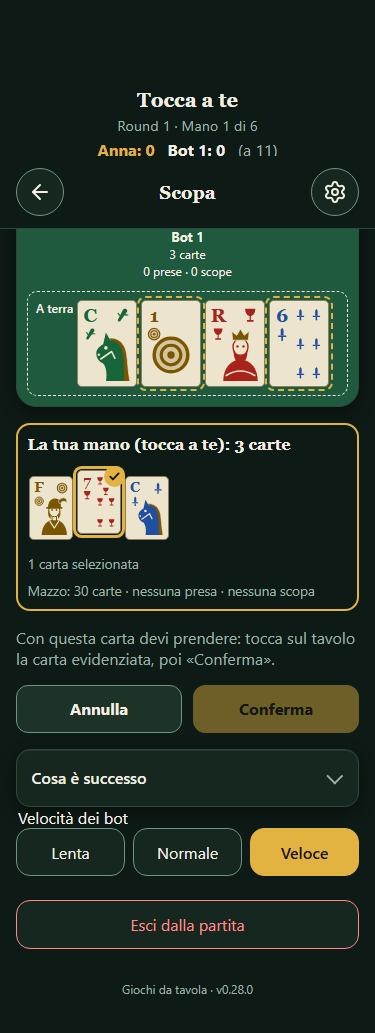 Tocca a te
Round 1 · Mano 1 di 6
Anna: 0 Bot 1: 0 (a 11)
Scopa
Bot 1
3 carte
0 prese · 0 scope
A terra
C
1
R
6
La tua mano (tocca a te): 3 carte
F
7
C
1 carta selezionata
Mazzo: 30 carte · nessuna presa · nessuna scopa
Con questa carta devi prendere: tocca sul tavolo
la carta evidenziata, poi «Conferma».
Annulla
Conferma
Cosa è successo
Velocità dei bot
Lenta
Normale
Veloce
Esci dalla partita
Giochi da tavola · v0.28.0